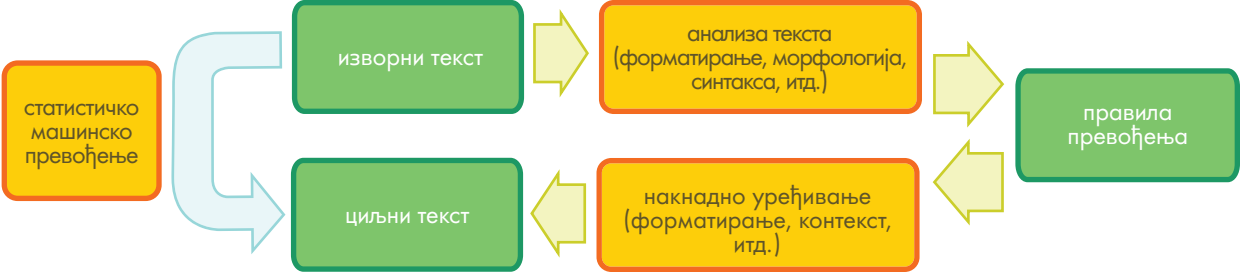 статистичко
машинско
превођење
изворни текст
анализа текста
(форматирање, морфологија,
синтакса, итд.)
правила
превођења
накнадно уређивање
(форматирање, контекст,
итд.)
циљни текст